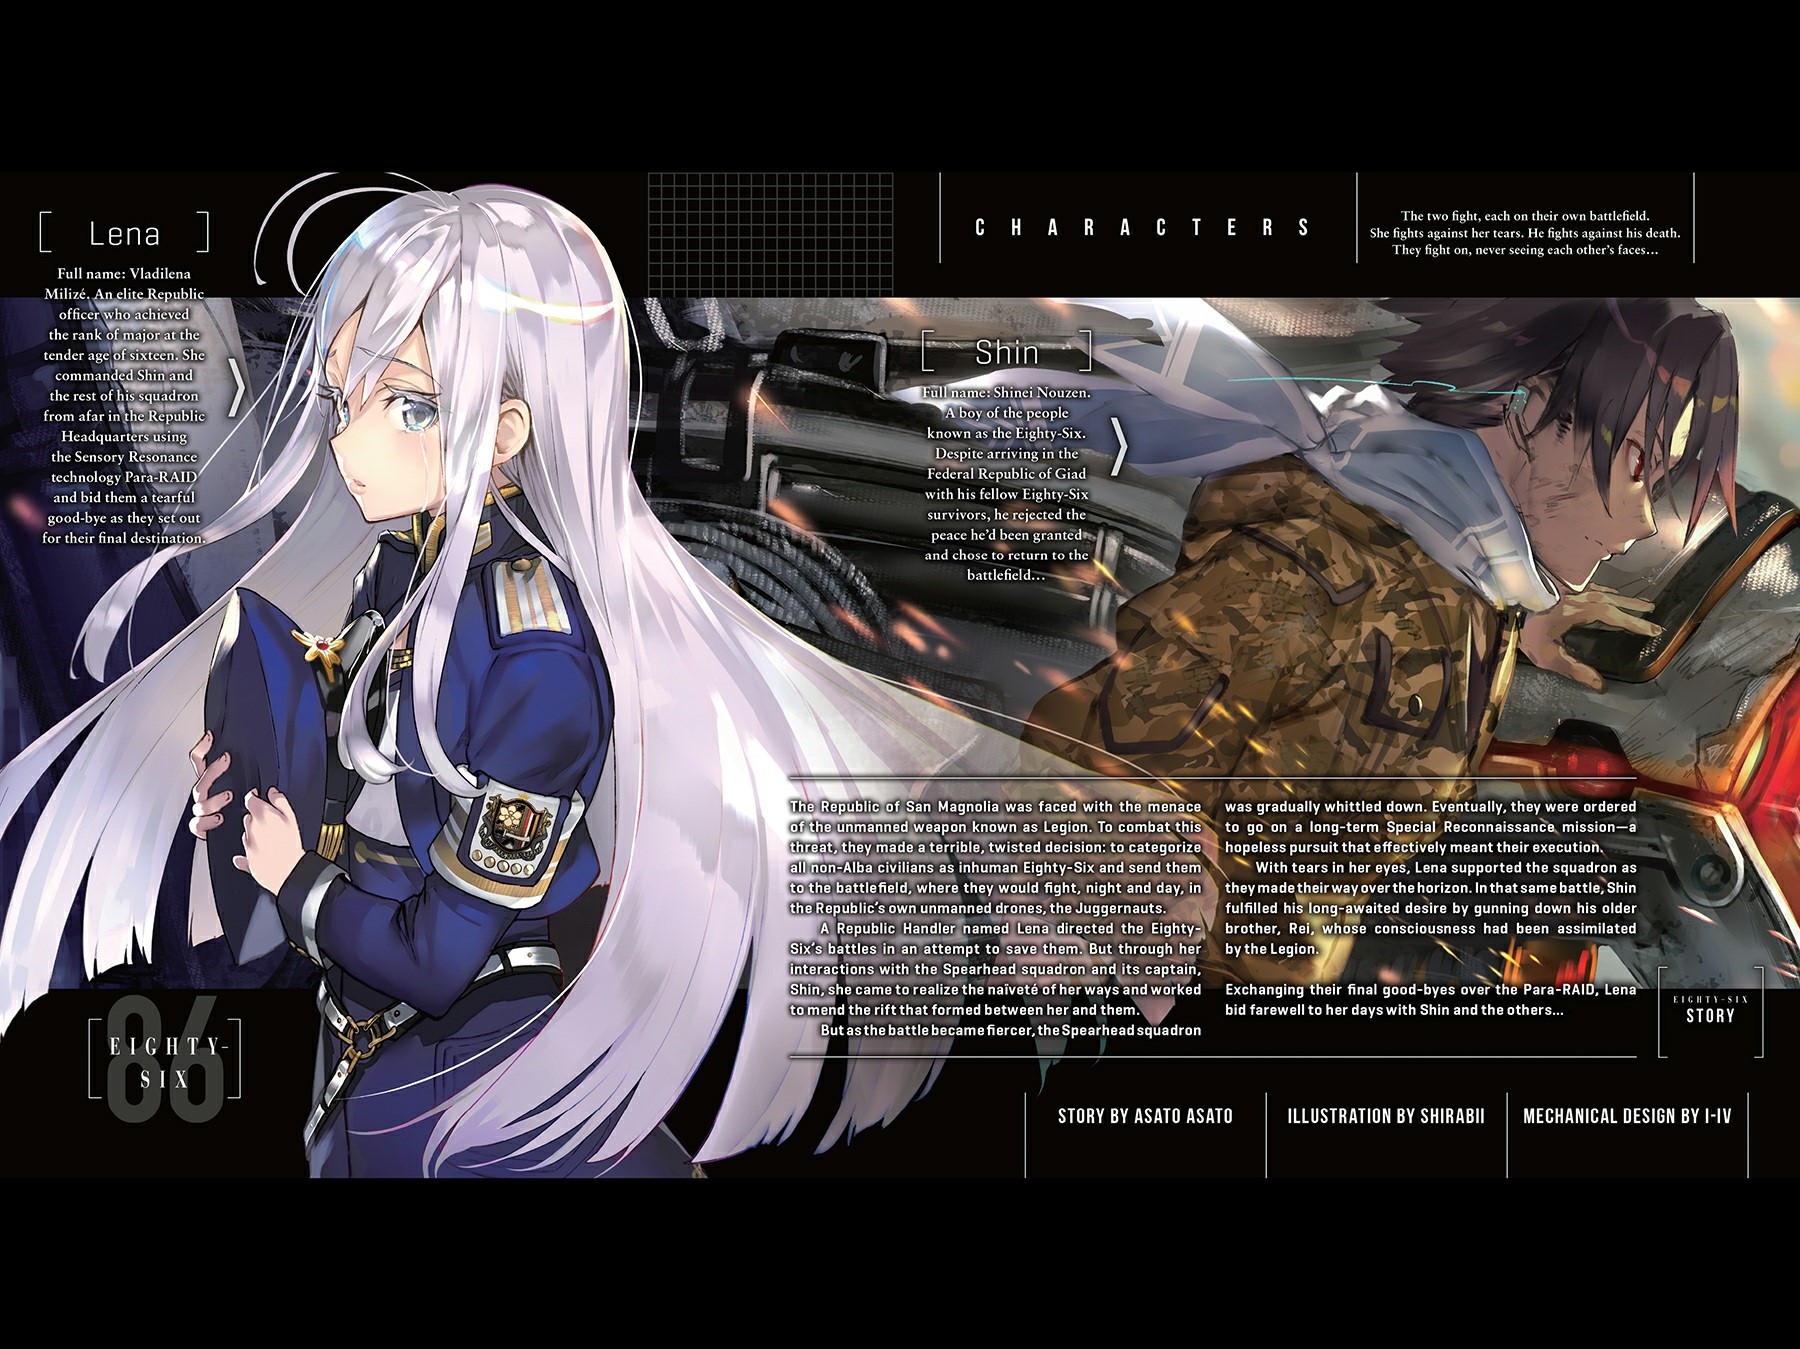 Lena
Full name: Vladilena
Milizé. An elite Republic
officer who achieved
the rank of major at the
tender age of sixteen. She
commanded Shin and
the rest of his squadron
from afar in the Republic
Headquarters using
the Sensory Resonance
technology Para-RAID
and bid them a tearful
good-bye as they set out
for their final destination.
CHARACTERS
The two fight, each on their own battlefield.
She fights against her tears. He fights against his death.
They fight on, never seeing each other's faces...
Shin
Full name: Shinei Nouzen.
A boy of the people
known as the Eighty-Six.
Despite arriving in the
Federal Republic of Giad
with his fellow Eighty-Six
survivors, he rejected the
peace he'd been granted
and chose to return to the
battlefield...
The Republic of San Magnolia was faced with the menace
of the unmanned weapon known as Legion. To combat this
threat, they made a terrible, twisted decision: to categorize
all non-Alba civilians as inhuman Eighty-Six and send them
to the battlefield, where they would fight, night and day, in
the Republic's own unmanned drones, the Juggernauts.
A Republic Handler named Lena directed the Eighty-
Six's battles in an attempt to save them. But through her
interactions with the Spearhead squadron and its captain,
Shin, she came to realize the naïveté of her ways and worked
to mend the rift that formed between her and them.
But as the battle became fiercer, the Spearhead squadron
was gradually whittled down. Eventually, they were ordered
to go on a long-term Special Reconnaissance mission—a
hopeless pursuit that effectively meant their execution.
With tears in her eyes, Lena supported the squadron as
they made their way over the horizon. In that same battle, Shin
fulfilled his long-awaited desire by gunning down his older
brother, Rei, whose consciousness had been assimilated
by the Legion.
Exchanging their final good-byes over the Para-RAID, Lena
bid farewell to her days with Shin and the others...
EIGHTY-SIX
STORY
86
EIGHTY-
SIX
STORY BY ASATO ASATO
ILLUSTRATION BY SHIRABII
MECHANICAL DESIGN BY I-IV